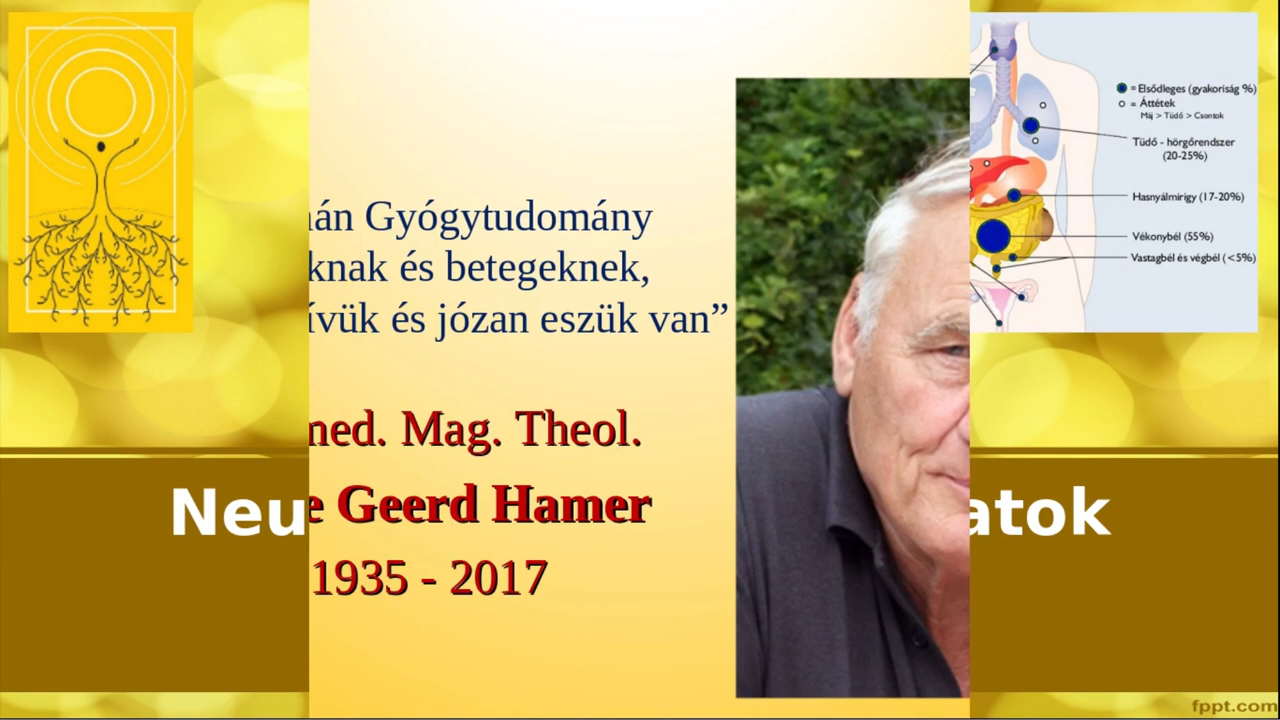 = Elsődleges (gyakoriság %)
= Áttétek
Máj > Tüdő > Csontok
Tüdő - hörgőrendszer
(20-25%)
Hasnyálmirigy (17-20%)
Vékonybél (55%)
Vastagbél és végbél (<5%)
án Gyógytudomány
knak és betegeknek,
ívük és józan eszük van”
med. Mag. Theol.
e Geerd Hamer
1935 - 2017
Neu
atok
fppt.com